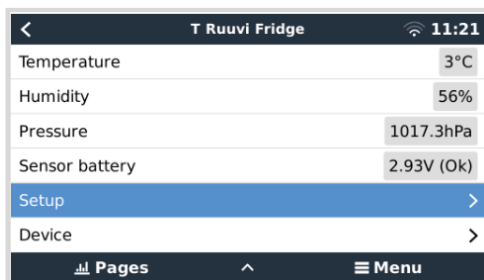 T Ruuvi Fridge 11:21
Temperature 3°C
Humidity 56%
Pressure 1017.3hPa
Sensor battery 2.93V (Ok)
Setup
Device
Pages Menu